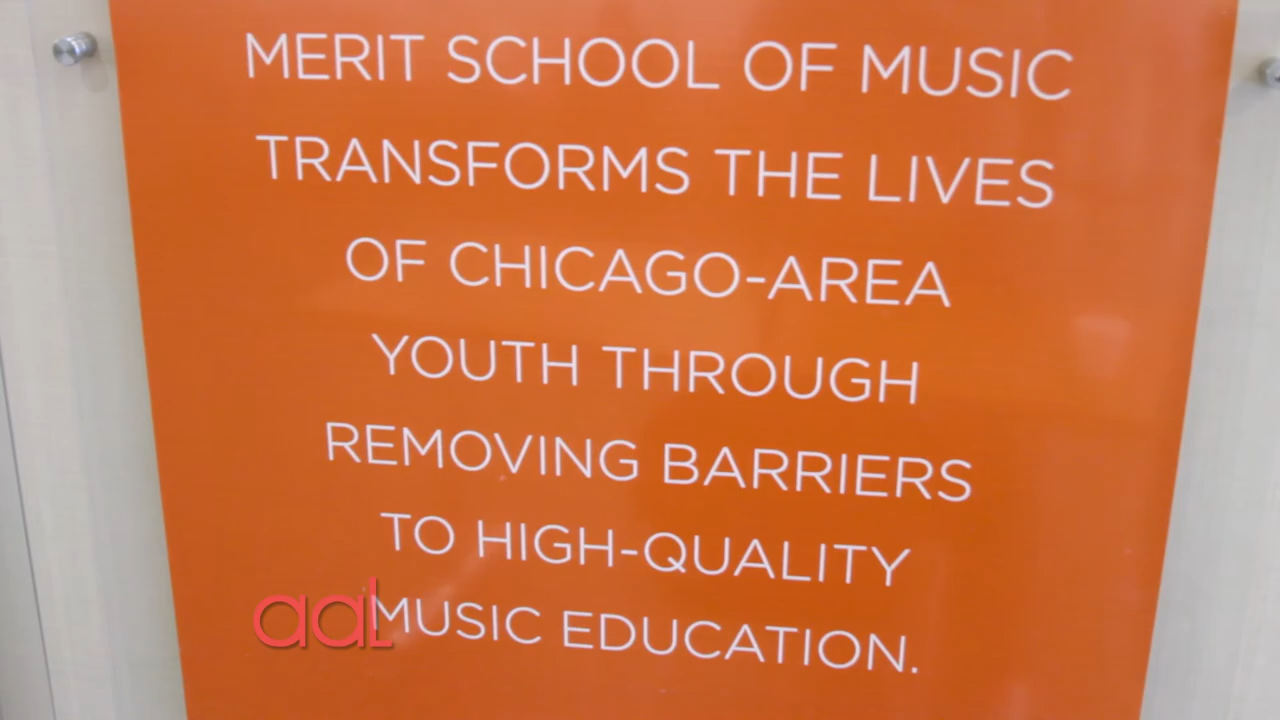 MERIT SCHOOL OF MUSIC
TRANSFORMS THE LIVES
OF CHICAGO-AREA
YOUTH THROUGH
REMOVING BARRIERS
TO HIGH-QUALITY
MUSIC EDUCATION.
aal